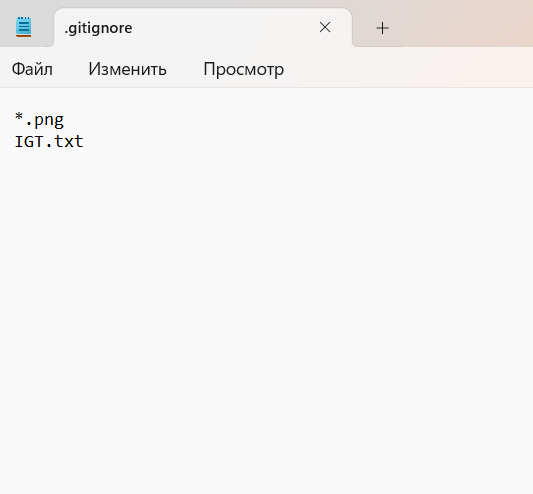 .gitignore
Файл Изменить Просмотр
*.png
IGT.txt